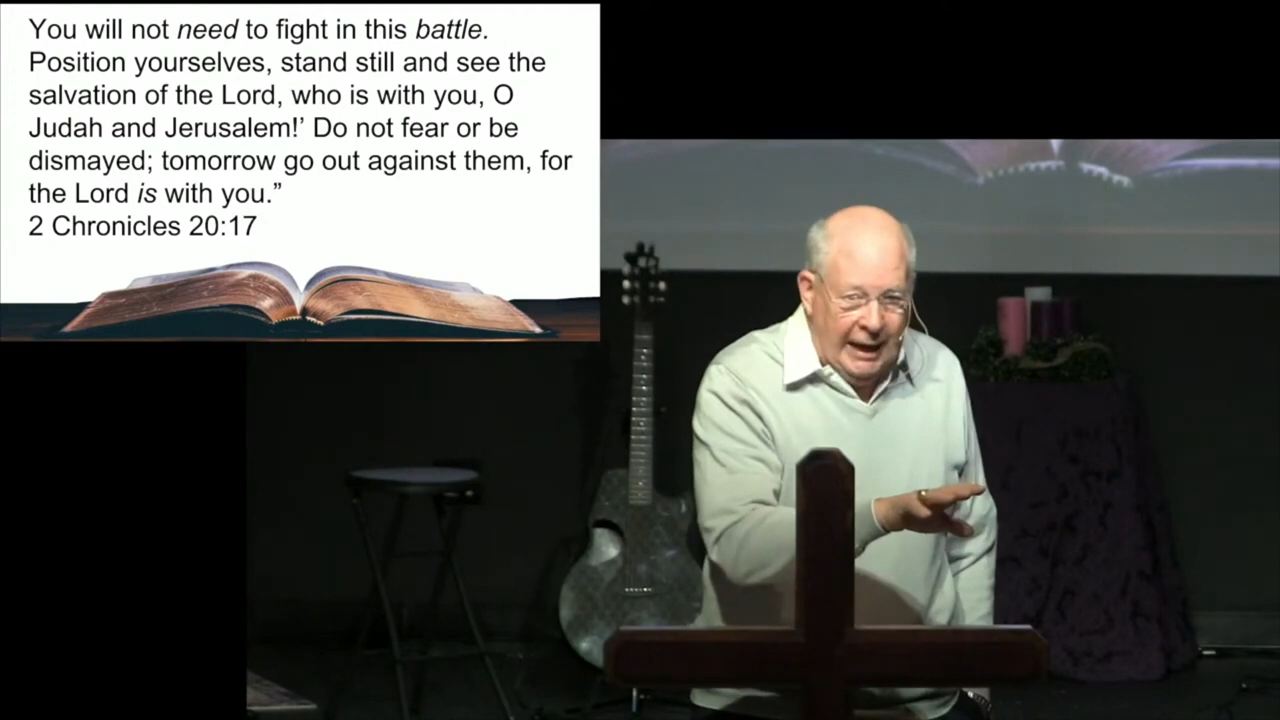 You will not need to fight in this battle.
Position yourselves, stand still and see the
salvation of the Lord, who is with you, O
Judah and Jerusalem!’ Do not fear or be
dismayed; tomorrow go out against them, for
the Lord is with you.”
2 Chronicles 20:17